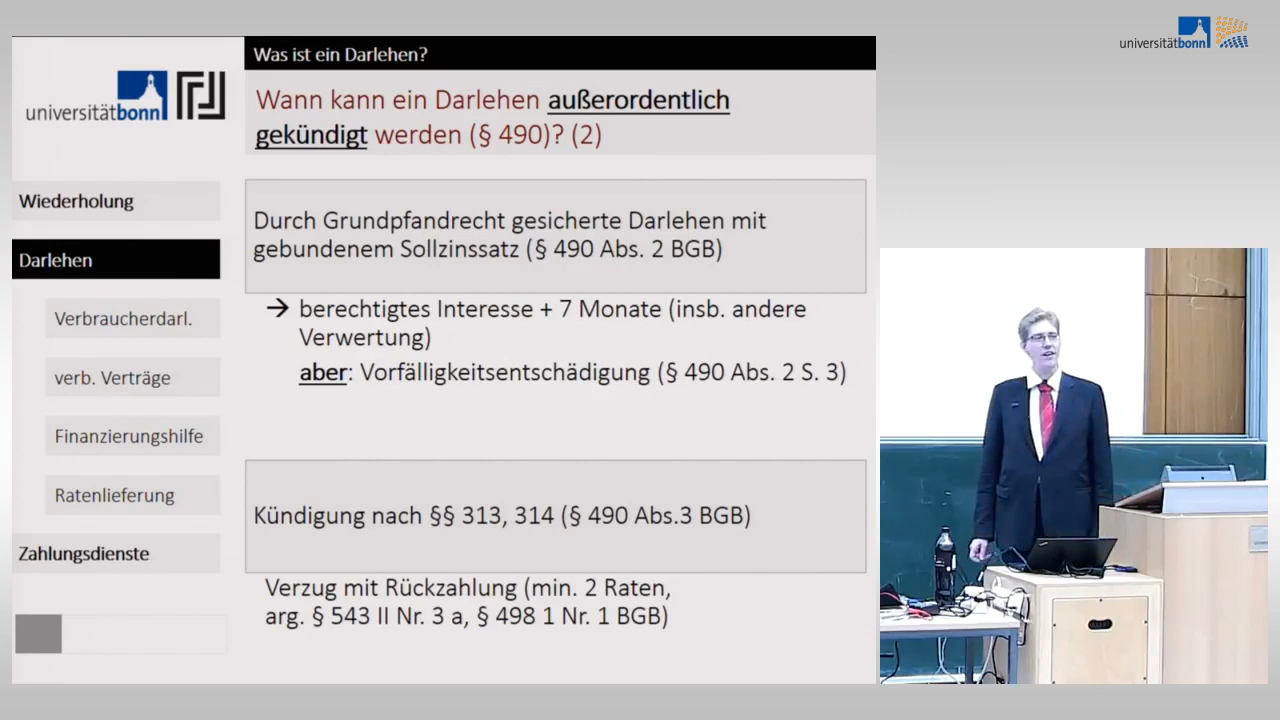 universitätbonn
Was ist ein Darlehen?
universitätbonn
Wann kann ein Darlehen außerordentlich
gekündigt werden (§ 490)? (2)
Wiederholung
Darlehen
Verbraucherdarl.
verb. Verträge
Finanzierungshilfe
Ratenlieferung
Zahlungsdienste
Durch Grundpfandrecht gesicherte Darlehen mit
gebundenem Sollzinssatz (§ 490 Abs. 2 BGB)
→ berechtigtes Interesse + 7 Monate (insb. andere
Verwertung)
aber: Vorfälligkeitsentschädigung (§ 490 Abs. 2 S. 3)
Kündigung nach §§ 313, 314 (§ 490 Abs.3 BGB)
Verzug mit Rückzahlung (min. 2 Raten,
arg. § 543 II Nr. 3 a, § 498 1 Nr. 1 BGB)